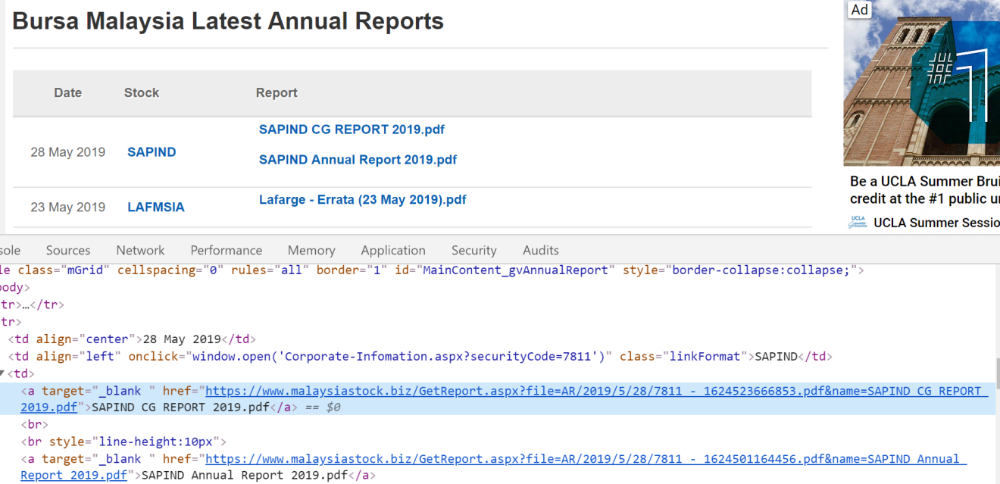 Bursa Malaysia Latest Annual Reports
Ad
Date Stock Report
SAPIND CG REPORT 2019.pdf
28 May 2019 SAPIND
SAPIND Annual Report 2019.pdf
23 May 2019 LAFMSIA Lafarge - Errata (23 May 2019).pdf
Be a UCLA Summer Brui
credit at the #1 public u
UCLA
UCLA Summer Sessio
sole Sources Network Performance Memory Application Security Audits
le class="mGrid" cellspacing="0" rules="all" border="1" id="MainContent_gvAnnualReport" style="border-collapse:collapse;">
body>
tr>…</tr>
tr>
<td align="center">28 May 2019</td>
<td align="left" onclick="window.open('Corporate-Infomation.aspx?securityCode=7811')" class="linkFormat">SAPIND</td>
▼<td>
<a target="_blank " href="https://www.malaysiastock.biz/GetReport.aspx?file=AR/2019/5/28/7811 - 1624523666853.pdf&name=SAPIND CG REPORT
2019.pdf">SAPIND CG REPORT 2019.pdf</a> == $0
<br>
<br style="line-height:10px">
<a target="_blank " href="https://www.malaysiastock.biz/GetReport.aspx?file=AR/2019/5/28/7811 - 1624501164456.pdf&name=SAPIND Annual
Report 2019.pdf">SAPIND Annual Report 2019.pdf</a>